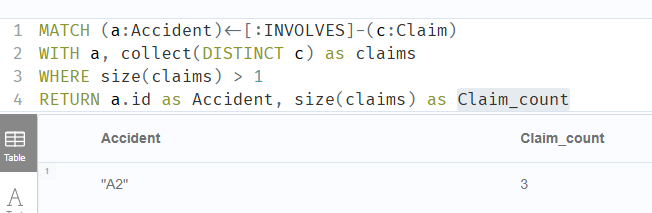 1 MATCH (a:Accident)<-[:INVOLVES]-(c:Claim)
2 WITH a, collect(DISTINCT c) as claims
3 WHERE size(claims) > 1
4 RETURN a.id as Accident, size(claims) as Claim_count
Table
A
Accident Claim_count
1
"A2" 3